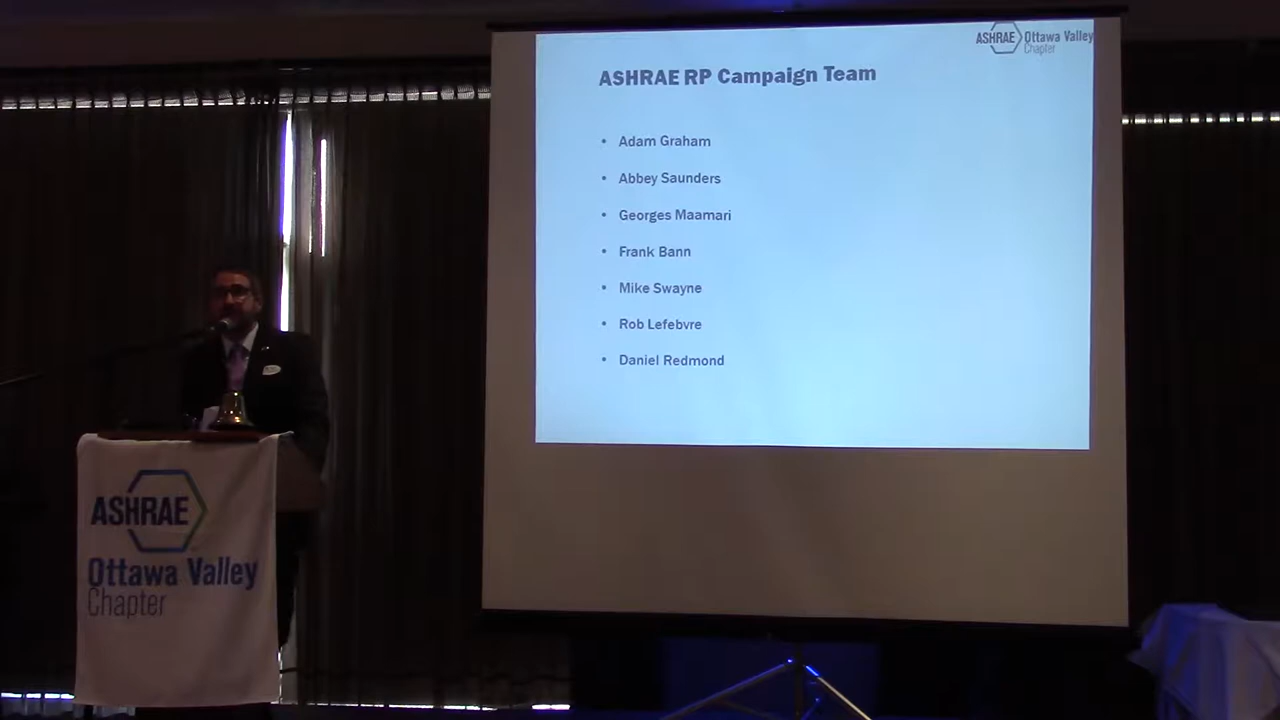 ASHRAE Ottawa Valley
Chapter
ASHRAE RP Campaign Team
• Adam Graham
• Abbey Saunders
• Georges Maamari
• Frank Bann
• Mike Swayne
• Rob Lefebvre
• Daniel Redmond
ASHRAE
Ottawa Valley
Chapter